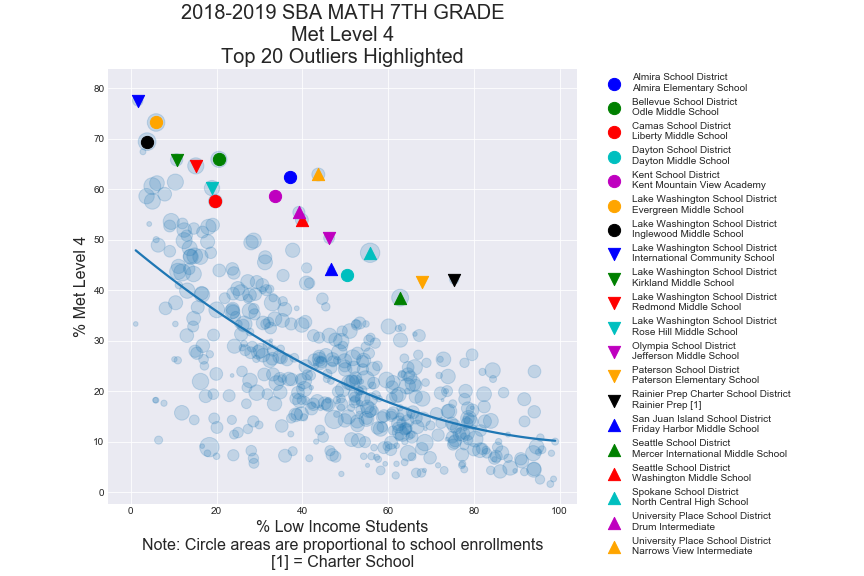 2018-2019 SBA MATH 7TH GRADE
Met Level 4
Top 20 Outliers Highlighted
% Met Level 4
80
70
60
50
40
30
20
10
0
0
20
40
60
80
100
% Low Income Students
Note: Circle areas are proportional to school enrollments
[1] = Charter School
Almira School District
Almira Elementary School
Bellevue School District
Odle Middle School
Camas School District
Liberty Middle School
Dayton School District
Dayton Middle School
Kent School District
Kent Mountain View Academy
Lake Washington School District
Evergreen Middle School
Lake Washington School District
Inglewood Middle School
Lake Washington School District
International Community School
Lake Washington School District
Kirkland Middle School
Lake Washington School District
Redmond Middle School
Lake Washington School District
Rose Hill Middle School
Olympia School District
Jefferson Middle School
Paterson School District
Paterson Elementary School
Rainier Prep Charter School District
Rainier Prep [1]
San Juan Island School District
Friday Harbor Middle School
Seattle School District
Mercer International Middle School
Seattle School District
Washington Middle School
Spokane School District
North Central High School
University Place School District
Drum Intermediate
University Place School District
Narrows View Intermediate